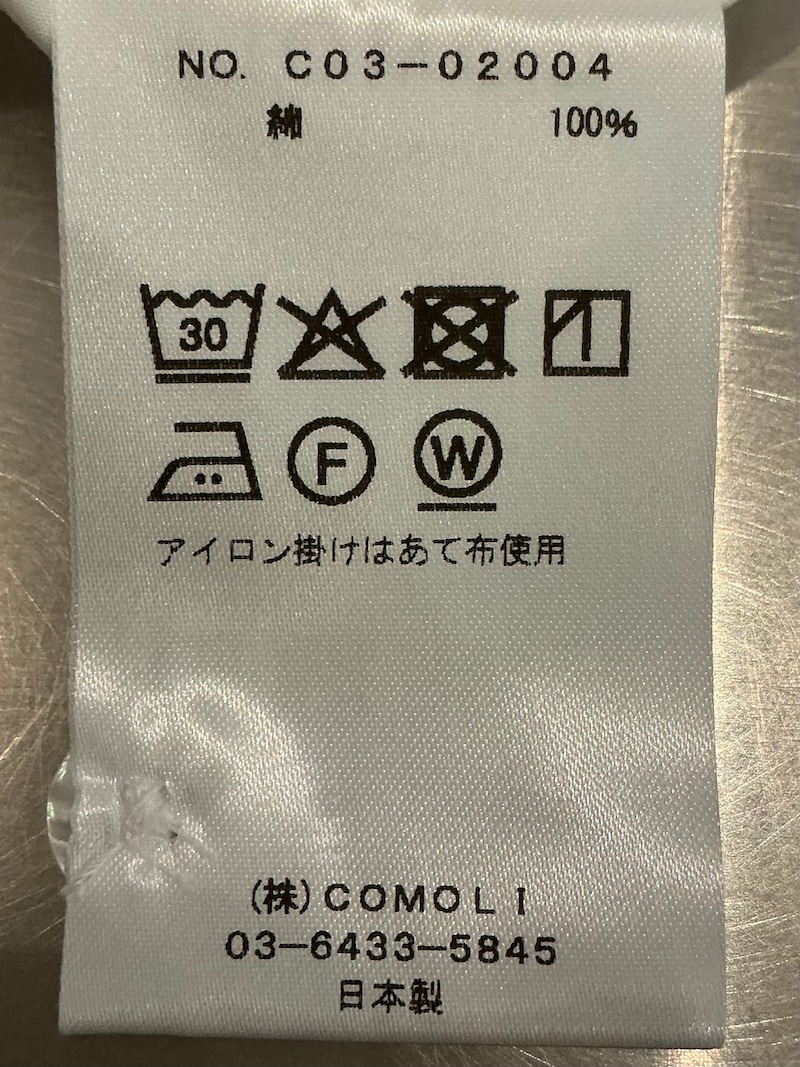 NO. C03-02004
綿 100%
30
F W
アイロン掛けはあて布使用
(株)COMOLI
03-6433-5845
日本製